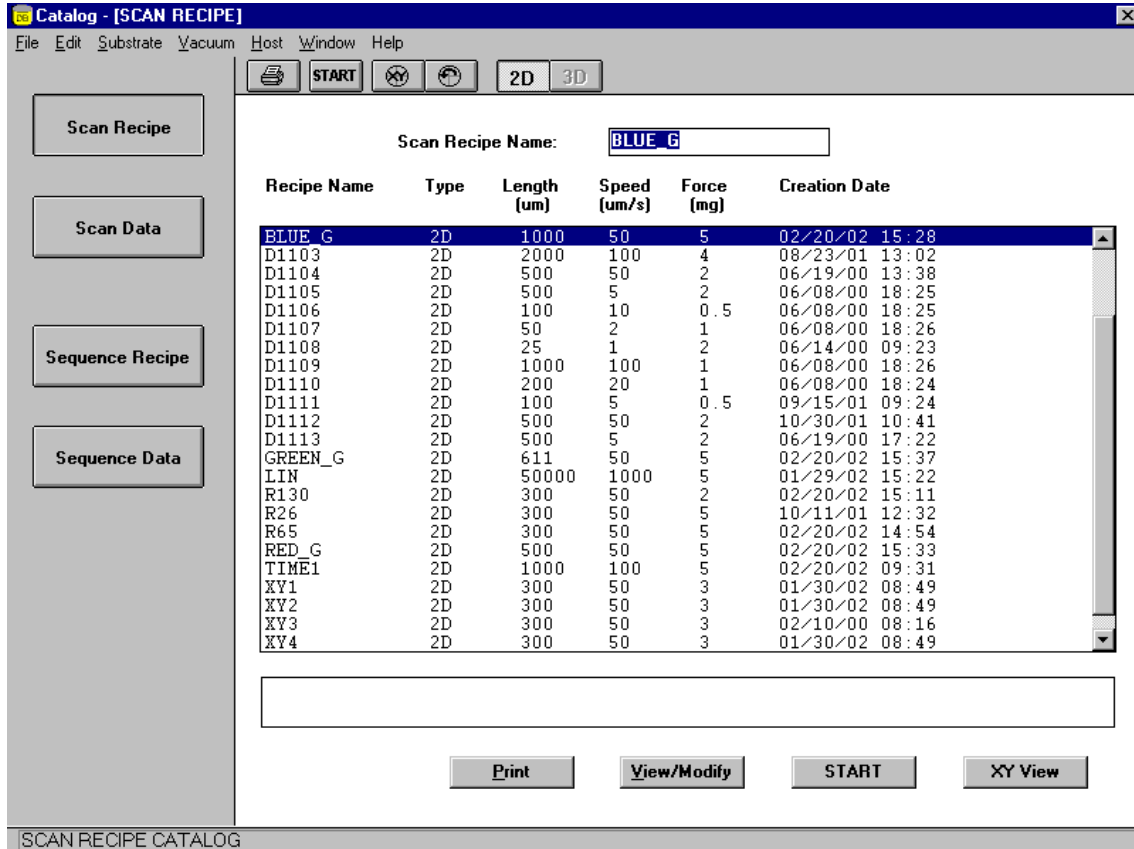 DB Catalog - [SCAN RECIPE]
File Edit Substrate Vacuum Host Window Help
START XY 2D 3D
Scan Recipe
Scan Data
Sequence Recipe
Sequence Data
Scan Recipe Name: BLUE_G
Recipe Name Type Length Speed Force Creation Date
(um) (um/s) (mg)
BLUE_G 2D 1000 50 5 02/20/02 15:28
D1103 2D 2000 100 4 08/23/01 13:02
D1104 2D 500 50 2 06/19/00 13:38
D1105 2D 500 5 2 06/08/00 18:25
D1106 2D 100 10 0.5 06/08/00 18:25
D1107 2D 50 2 1 06/08/00 18:26
D1108 2D 25 1 2 06/14/00 09:23
D1109 2D 1000 100 1 06/08/00 18:26
D1110 2D 200 20 1 06/08/00 18:24
D1111 2D 100 5 0.5 09/15/01 09:24
D1112 2D 500 50 2 10/30/01 10:41
D1113 2D 500 5 2 06/19/00 17:22
GREEN_G 2D 611 50 5 02/20/02 15:37
LIN 2D 50000 1000 5 01/29/02 15:22
R130 2D 300 50 2 02/20/02 15:11
R26 2D 300 50 5 10/11/01 12:32
R65 2D 300 50 5 02/20/02 14:54
RED_G 2D 500 50 5 02/20/02 15:33
TIME1 2D 1000 100 5 02/20/02 09:31
XY1 2D 300 50 3 01/30/02 08:49
XY2 2D 300 50 3 01/30/02 08:49
XY3 2D 300 50 3 02/10/00 08:16
XY4 2D 300 50 3 01/30/02 08:49
Print View/Modify START XY View
SCAN RECIPE CATALOG